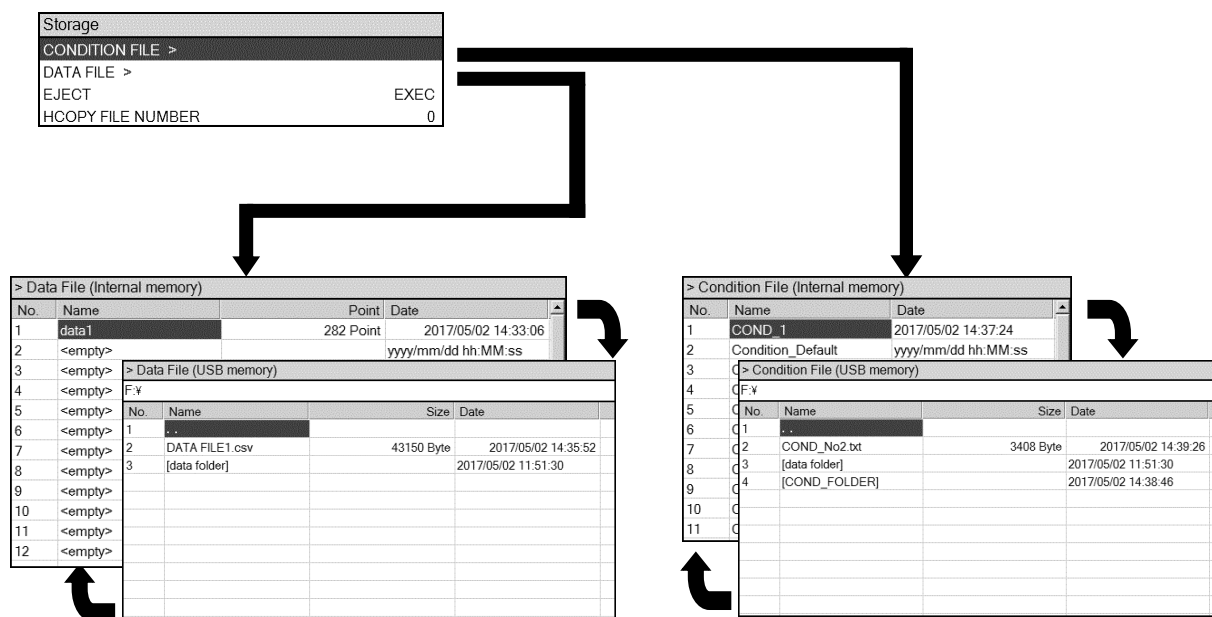 Storage
CONDITION FILE >
DATA FILE >
EJECT EXEC
HCOPY FILE NUMBER 0
> Data File (Internal memory)
No. Name Point Date
1 data1 282 Point 2017/05/02 14:33:06
2 <empty> yyyy/mm/dd hh:MM:ss
3 <empty>
4 <empty>
5 <empty>
6 <empty>
7 <empty>
8 <empty>
9 <empty>
10 <empty>
11 <empty>
12 <empty>
> Data File (USB memory)
F:¥
No. Name Size Date
1 . .
2 DATA FILE1.csv 43150 Byte 2017/05/02 14:35:52
3 [data folder] 2017/05/02 11:51:30
> Condition File (Internal memory)
No. Name Date
1 COND_1 2017/05/02 14:37:24
2 Condition_Default yyyy/mm/dd hh:MM:ss
3
4
5
6
7
8
9
10
11
> Condition File (USB memory)
F:¥
No. Name Size Date
1 . .
2 COND_No2.txt 3408 Byte 2017/05/02 14:39:26
3 [data folder] 2017/05/02 11:51:30
4 [COND_FOLDER] 2017/05/02 14:38:46